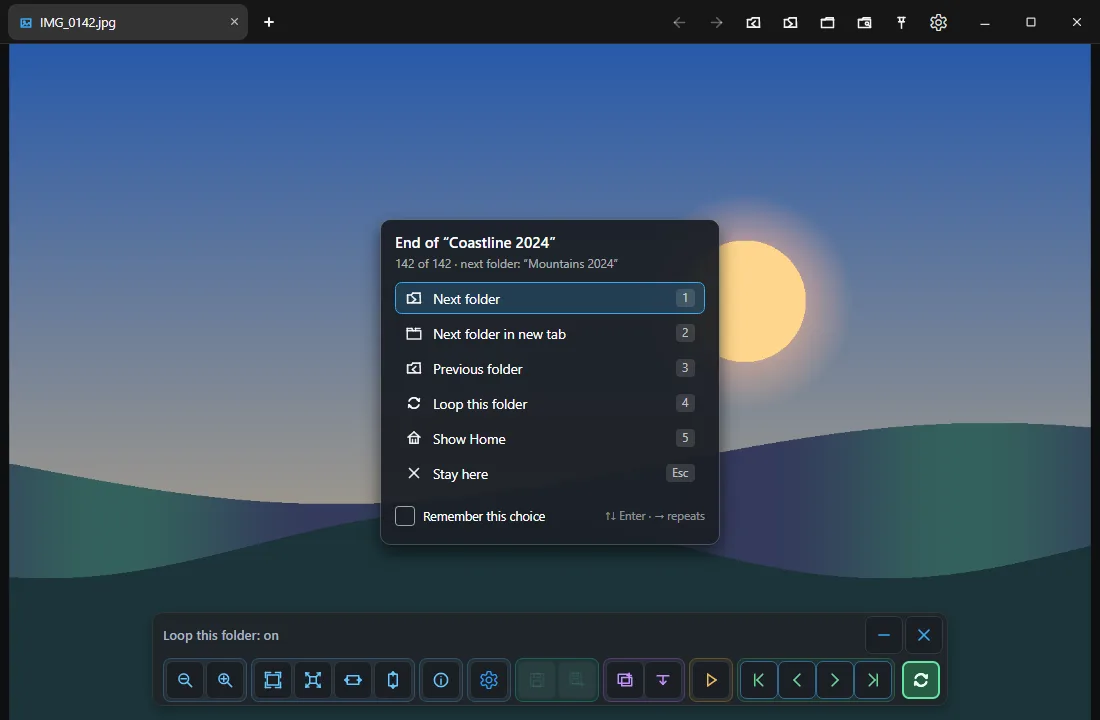 IMG_0142.jpg
End of “Coastline 2024”
142 of 142 · next folder: “Mountains 2024”
Next folder 1
Next folder in new tab 2
Previous folder 3
Loop this folder 4
Show Home 5
Stay here Esc
Remember this choice ↑↓ Enter · → repeats
Loop this folder: on